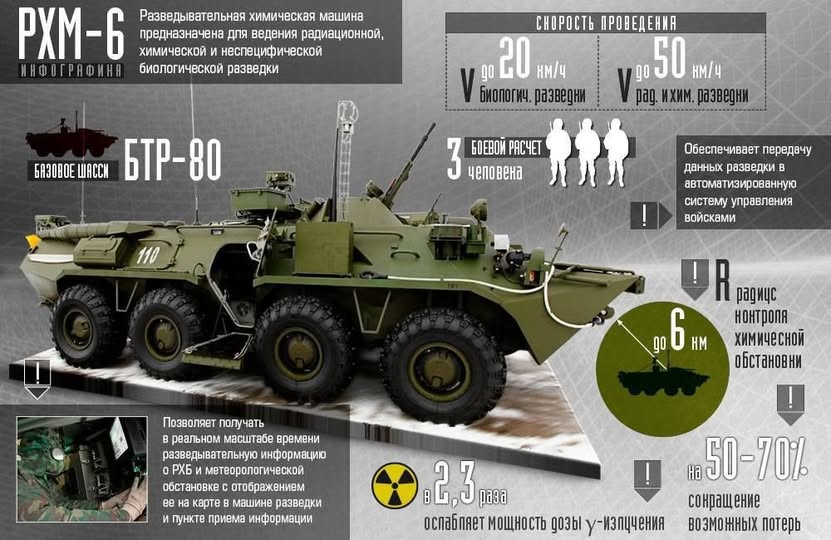 РХМ-6
ИНФОГРАФИКА
Разведывательная химическая машина
предназначена для ведения радиационной,
химической и неспецифической
биологической разведки
СКОРОСТЬ ПРОВЕДЕНИЯ
V до 20 км/ч
биологич. разведки
V до 50 км/ч
рад. и хим. разведки
БАЗОВОЕ ШАССИ БТР-80
3 БОЕВОЙ РАСЧЕТ
человека
Обеспечивает передачу
данных разведки в
автоматизированную
систему управления
войсками
!
110
!
R радиус
контроля
химической
обстановки
до 6 км
!
!
Позволяет получать
в реальном масштабе времени
разведывательную информацию
о РХБ и метеорологической
обстановке с отображением
ее на карте в машине разведки
и пункте приема информации
в 2,3 раза
ослабляет мощность дозы γ-излучения
!
на 50-70%
сокращение
возможных потерь